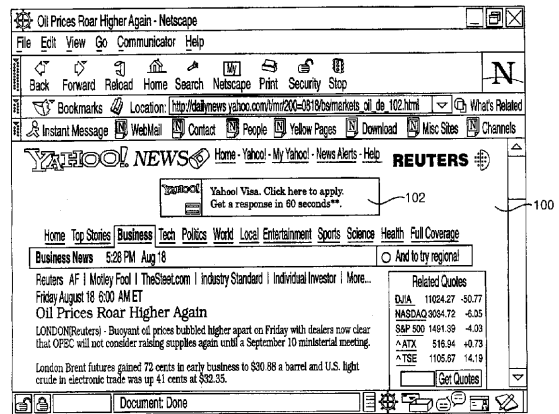 Oil Prices Roar Higher Again - Netscape
File Edit View Go Communicator Help
My
N
Back Forward Reload Home Search Netscape Print Security Stop
Bookmarks Location: http://dailynews.yahoo.com/t/mr/200=0818/bs/markets_oil_de_102.html What's Related
Instant Message WebMail Contact People Yellow Pages Download Misc Sites Channels
YAHOO! NEWS Home - Yahoo! - My Yahoo! - News Alerts - Help REUTERS
YAHOO! Yahoo! Visa. Click here to apply.
Get a response in 60 seconds**.
102
100
Home Top Stories Business Tech Politics World Local Entertainment Sports Science Health Full Coverage
Business News 5:28 PM Aug 18 And to try regional
Reuters AF | Motley Fool | TheSteet.com | industry Standard | Individual Investor | More...
Friday August 18 6:00 AM ET
Oil Prices Roar Higher Again
LONDON(Reuters) - Buoyant oil prices bubbled higher apart on Friday with dealers now clear
that OPEC will not consider raising supplies again until a September 10 ministerial meeting.
London Brent futures gained 72 cents in early business to $30.88 a barrel and U.S. light
crude in electronic trade was up 41 cents at $32.35.
Related Quotes
DJIA 11024.27 -50.77
NASDAQ 3034.72 -6.05
S&P 500 1491.39 -4.03
^ATX 516.94 +0.73
^TSE 1105.67 14.19
Get Quotes
Document: Done